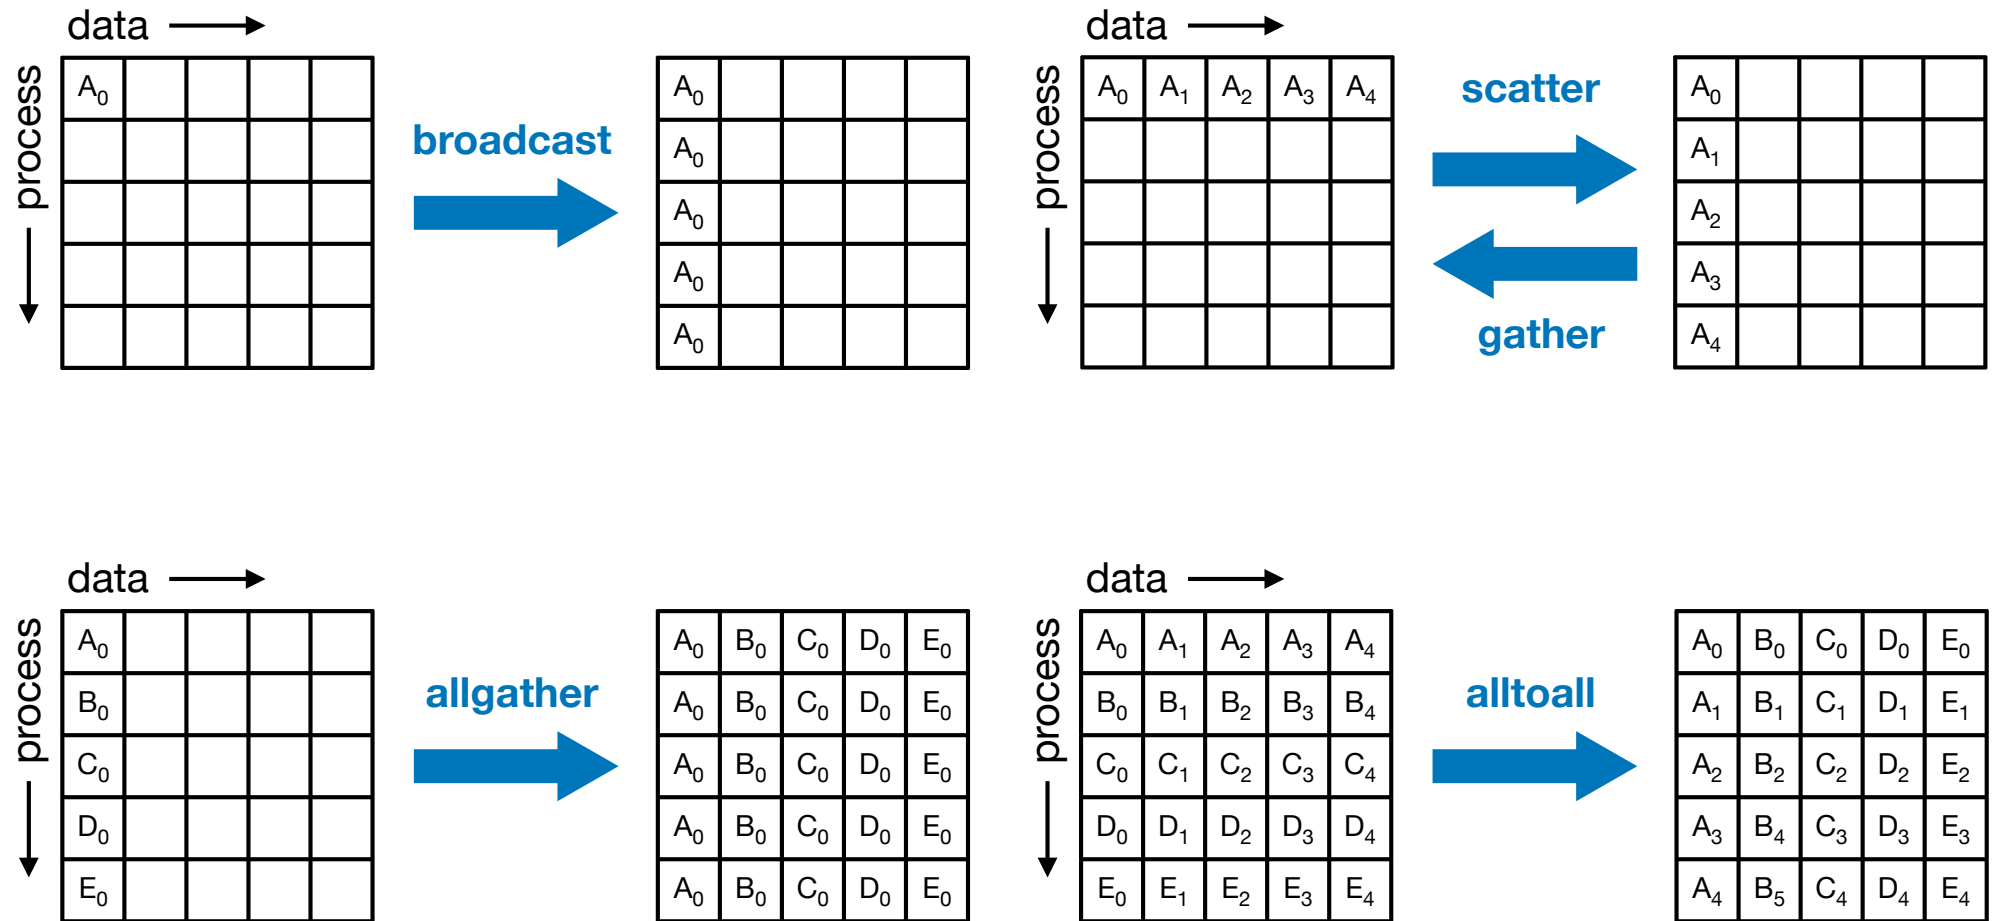 data
process
A0
broadcast
A0
A0
A0
A0
A0
data
process
A0 A1 A2 A3 A4
scatter
gather
A0
A1
A2
A3
A4
data
process
A0
B0
C0
D0
E0
allgather
A0 B0 C0 D0 E0
A0 B0 C0 D0 E0
A0 B0 C0 D0 E0
A0 B0 C0 D0 E0
A0 B0 C0 D0 E0
data
process
A0 A1 A2 A3 A4
B0 B1 B2 B3 B4
C0 C1 C2 C3 C4
D0 D1 D2 D3 D4
E0 E1 E2 E3 E4
alltoall
A0 B0 C0 D0 E0
A1 B1 C1 D1 E1
A2 B2 C2 D2 E2
A3 B4 C3 D3 E3
A4 B5 C4 D4 E4